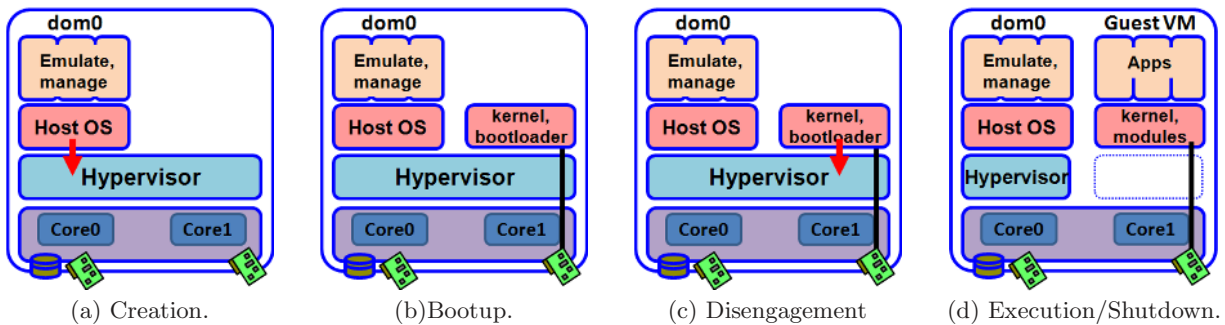 dom0
Emulate,
manage
Host OS
Hypervisor
Core0 Core1
(a) Creation.
dom0
Emulate,
manage
Host OS
kernel,
bootloader
Hypervisor
Core0 Core1
(b)Bootup.
dom0
Emulate,
manage
Host OS
kernel,
bootloader
Hypervisor
Core0 Core1
(c) Disengagement
dom0 Guest VM
Emulate,
manage
Apps
Host OS
kernel,
modules
Hypervisor
Core0 Core1
(d) Execution/Shutdown.